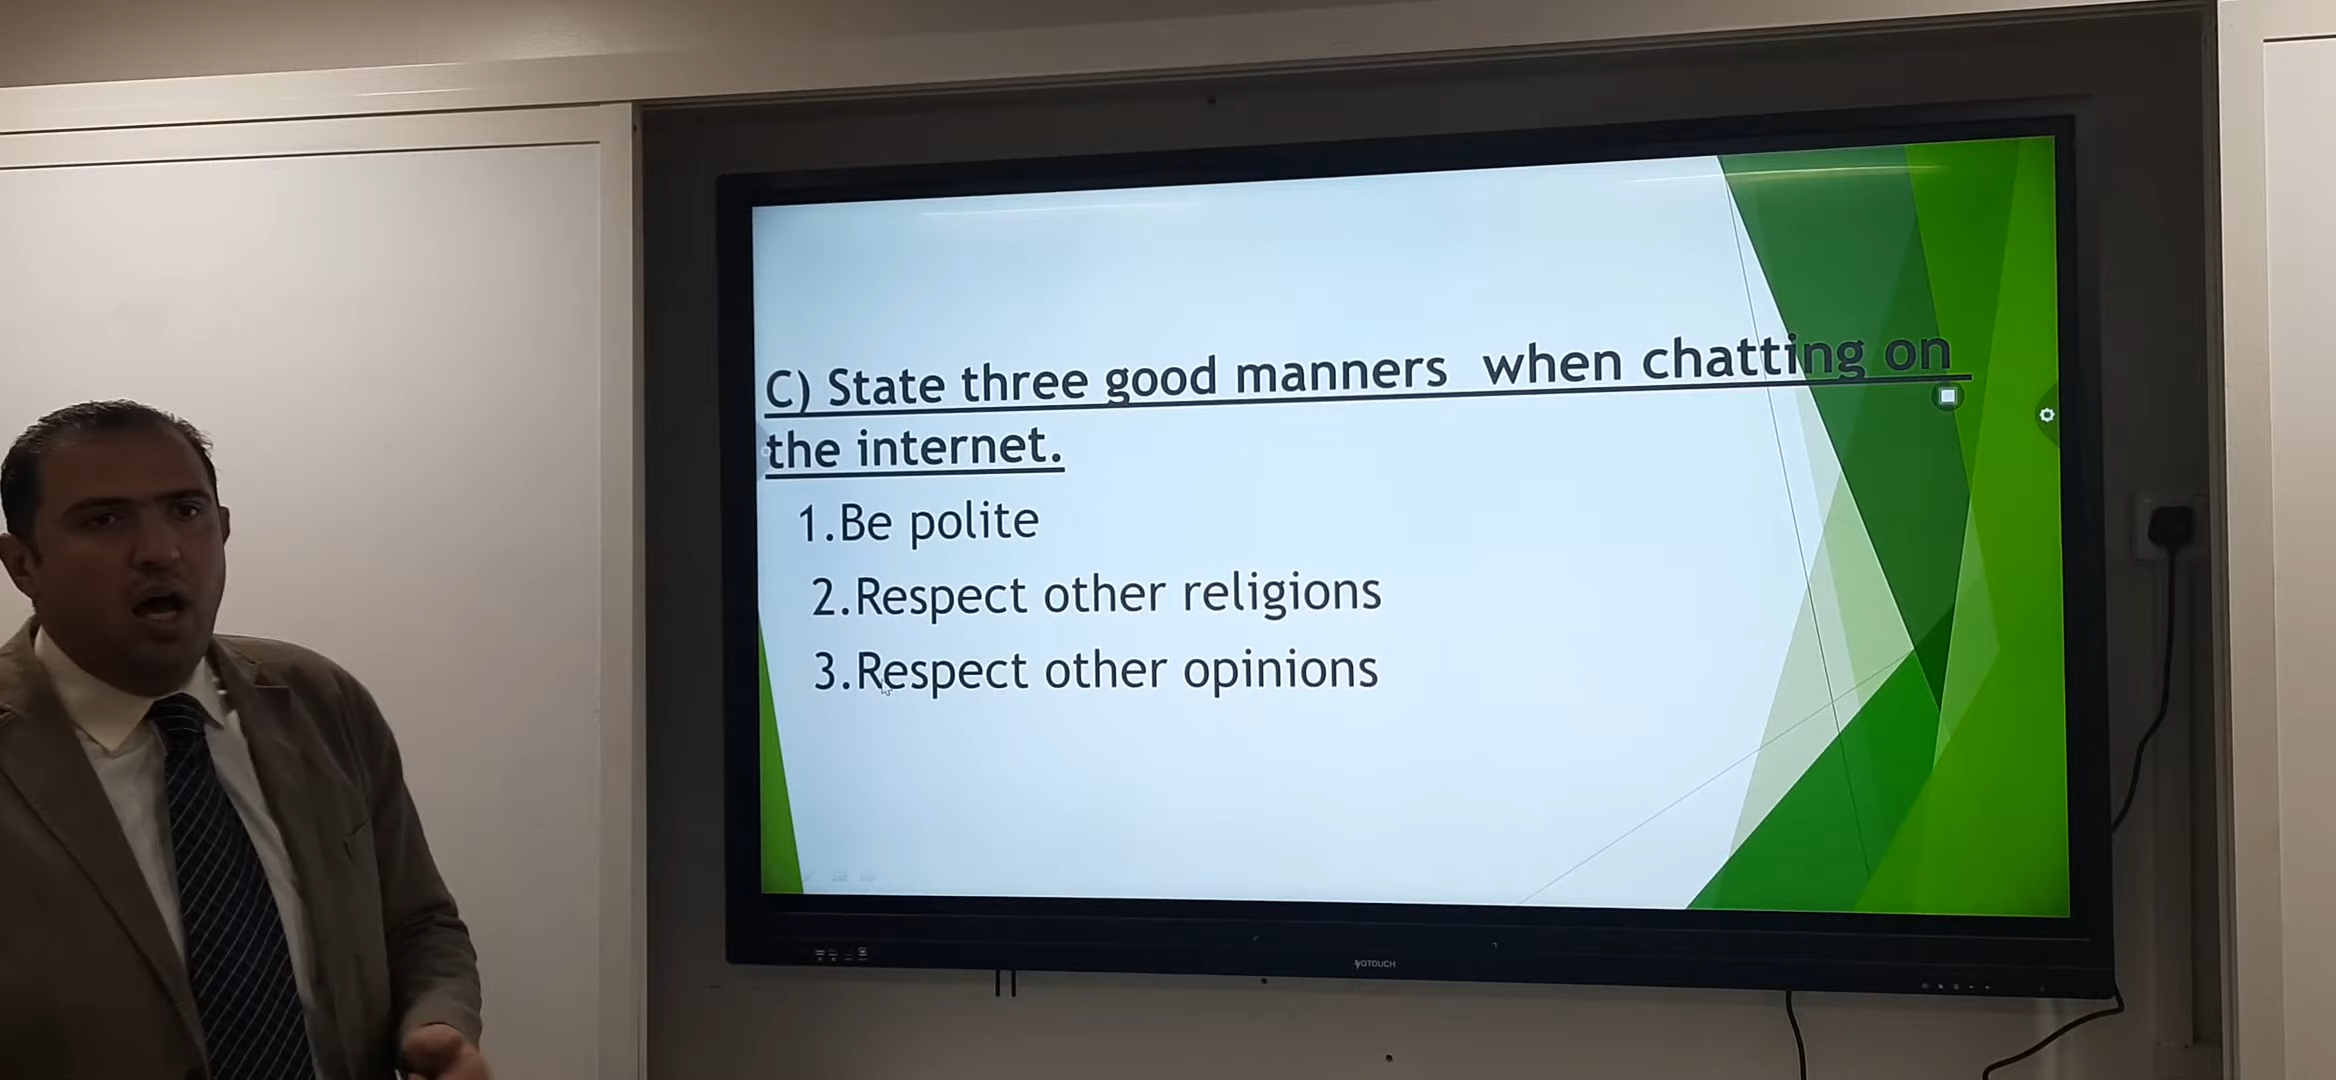 C) State three good manners when chatting on
the internet.
1.Be polite
2.Respect other religions
3.Respect other opinions
YOTOUCH